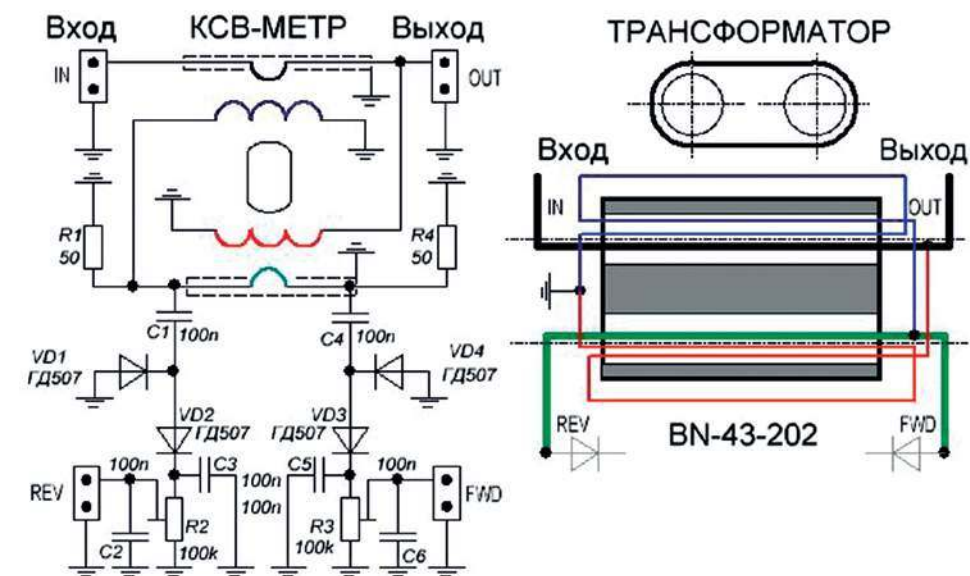 Вход КСВ-МЕТР Выход
IN
OUT
R1
50
R4
50
C1 100n
C4 100n
VD1
ГД507
VD4
ГД507
VD2
ГД507
VD3
ГД507
REV
100n
C3
100n
100n
C5
100n
FWD
C2
R2
100k
R3
100k
C6
ТРАНСФОРМАТОР
Вход
Выход
IN
OUT
REV
BN-43-202
FWD